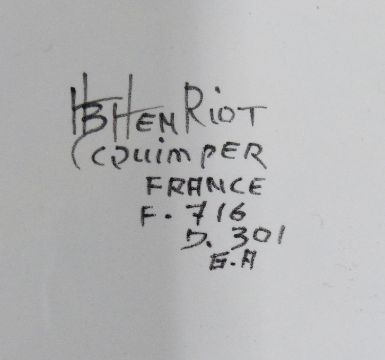 HB HenRiot
Quimper
FRANCE
F. 716
D. 301
G.A